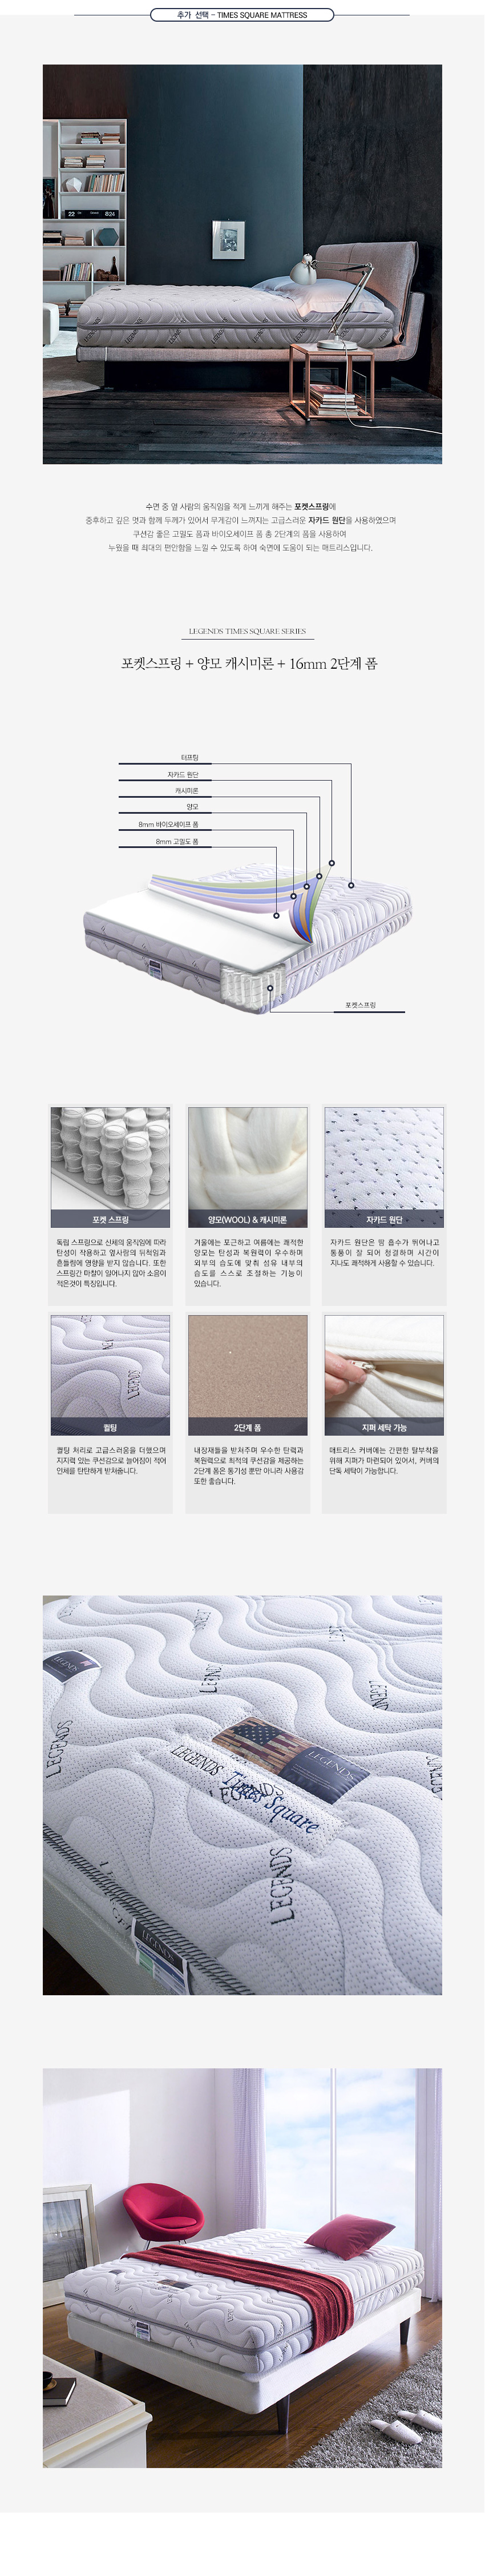 추가 선택 – TIMES SQUARE MATTRESS
22 824
LEGENDS
수면 중 옆 사람의 움직임을 적게 느끼게 해주는 포켓스프링에
중후하고 깊은 멋과 함께 두께가 있어서 무게감이 느껴지는 고급스러운 자카드 원단을 사용하였으며
쿠션감 좋은 고밀도 폼과 바이오세이프 폼 총 2단계의 폼을 사용하여
누웠을 때 최대의 편안함을 느낄 수 있도록 하여 숙면에 도움이 되는 매트리스입니다.
LEGENDS TIMES SQUARE SERIES
포켓스프링 + 양모 캐시미론 + 16mm 2단계 폼
터프팅
자카드 원단
캐시미론
양모
8mm 바이오세이프 폼
8mm 고밀도 폼
포켓스프링
포켓 스프링
독립 스프링으로 신체의 움직임에 따라
탄성이 작용하고 옆사람의 뒤척임과
흔들림에 영향을 받지 않습니다. 또한
스프링간 마찰이 일어나지 않아 소음이
적은것이 특징입니다.
양모(WOOL) & 캐시미론
겨울에는 포근하고 여름에는 쾌적한
양모는 탄성과 복원력이 우수하며
외부의 습도에 맞춰 섬유 내부의
습도를 스스로 조절하는 기능이
있습니다.
자카드 원단
자카드 원단은 땀 흡수가 뛰어나고
통풍이 잘 되어 청결하며 시간이
지나도 쾌적하게 사용할 수 있습니다.
LEGENDS
퀼팅
퀼팅 처리로 고급스러움을 더했으며
지지력 있는 쿠션감으로 늘어짐이 적어
인체를 탄탄하게 받쳐줍니다.
2단계 폼
내장재들을 받쳐주며 우수한 탄력과
복원력으로 최적의 쿠션감을 제공하는
2단계 폼은 통기성 뿐만 아니라 사용감
또한 좋습니다.
지퍼 세탁 가능
매트리스 커버에는 간편한 탈부착을
위해 지퍼가 마련되어 있어서, 커버의
단독 세탁이 가능합니다.
LEGENDS
LEGENDS
LEGENDS
LEGENDS
LEGENDS
LEGENDS
Times Square
LEGENDS
LEGENDS